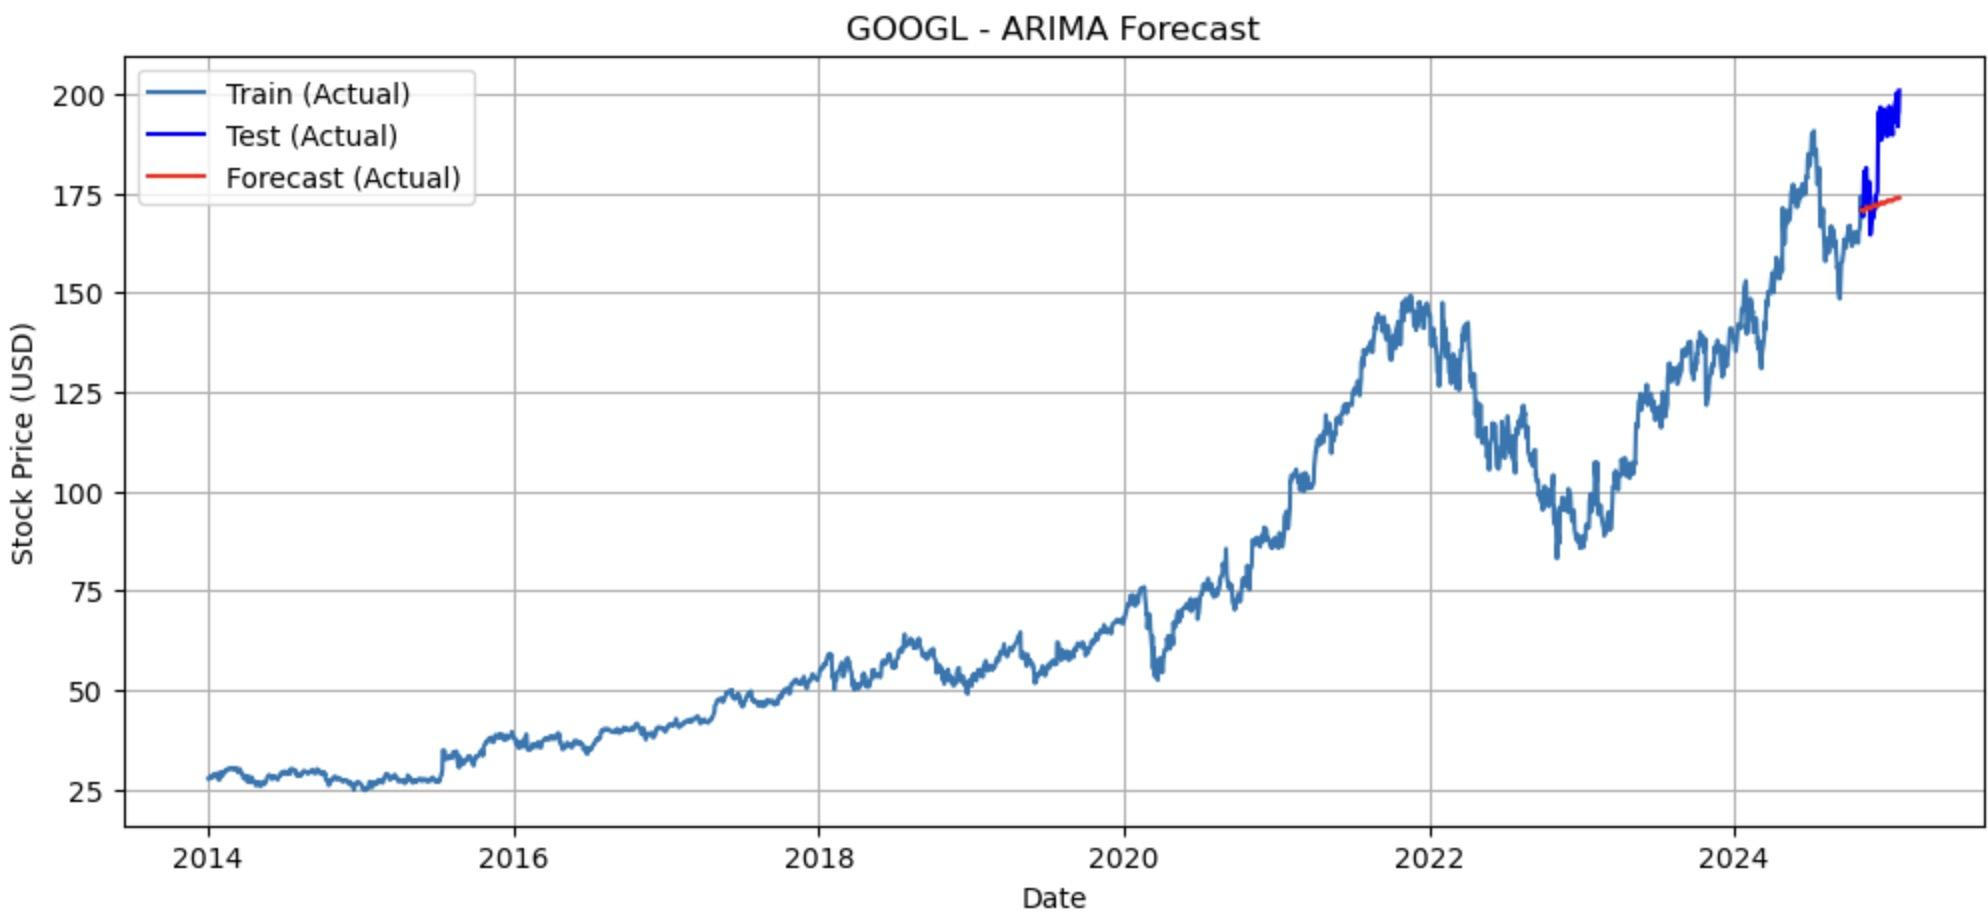 GOOGL - ARIMA Forecast
Train (Actual)
Test (Actual)
Forecast (Actual)
Stock Price (USD)
200
175
150
125
100
75
50
25
2014 2016 2018 2020 2022 2024
Date